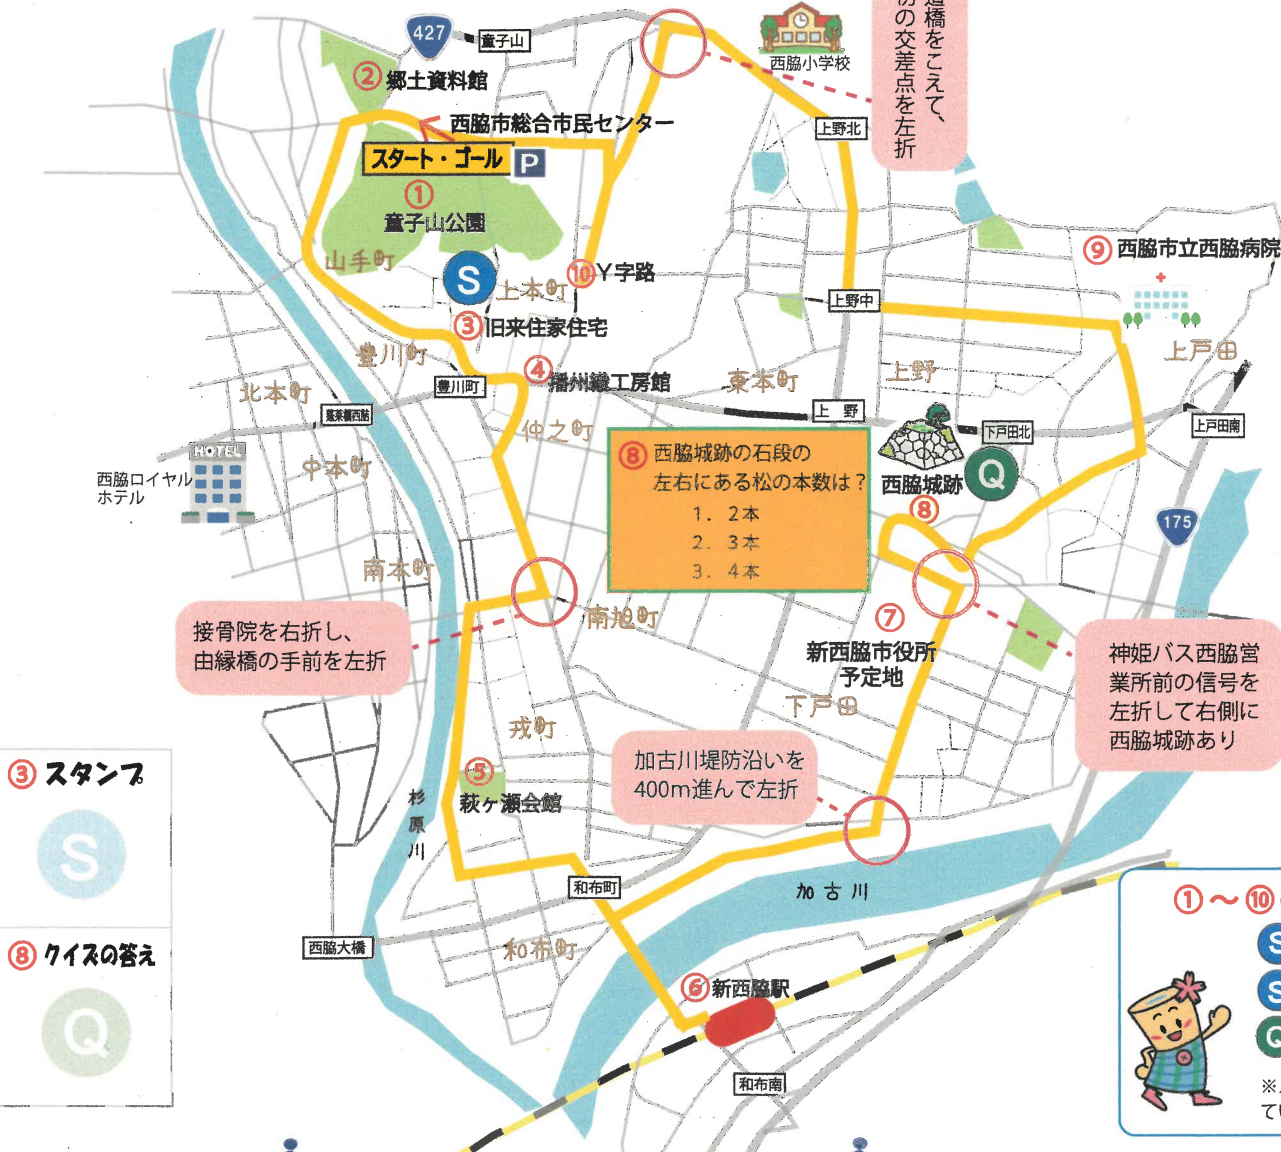 道橋をこえて、
初の交差点を左折
427
童子山
西脇小学校
② 郷土資料館
西脇市総合市民センター
スタート・ゴール
P
上野北
①
童子山公園
⑨ 西脇市立西脇病院
山手町
S
上本町
⑩ Y字路
上野中
③ 旧来住家住宅
豊川町
上戸田
④ 播州織工房館
東本町
上野
北本町
豊川町
上 野
仲之町
下戸田北
上戸田南
HOTEL
西脇ロイヤル
ホテル
中本町
⑧ 西脇城跡の石段の
左右にある松の本数は？
1. 2本
2. 3本
3. 4本
Q
西脇城跡
⑧
175
南本町
接骨院を右折し、
由縁橋の手前を左折
南旭町
⑦
新西脇市役所
予定地
神姫バス西脇営
業所前の信号を
左折して右側に
西脇城跡あり
下戸田
戎町
加古川堤防沿いを
400m進んで左折
③ スタンプ
S
⑤
萩ヶ瀬会館
杉原川
和布町
加古川
①～⑩
S
S
Q
⑧ クイズの答え
Q
西脇大橋
和布町
⑥ 新西脇駅
和布南